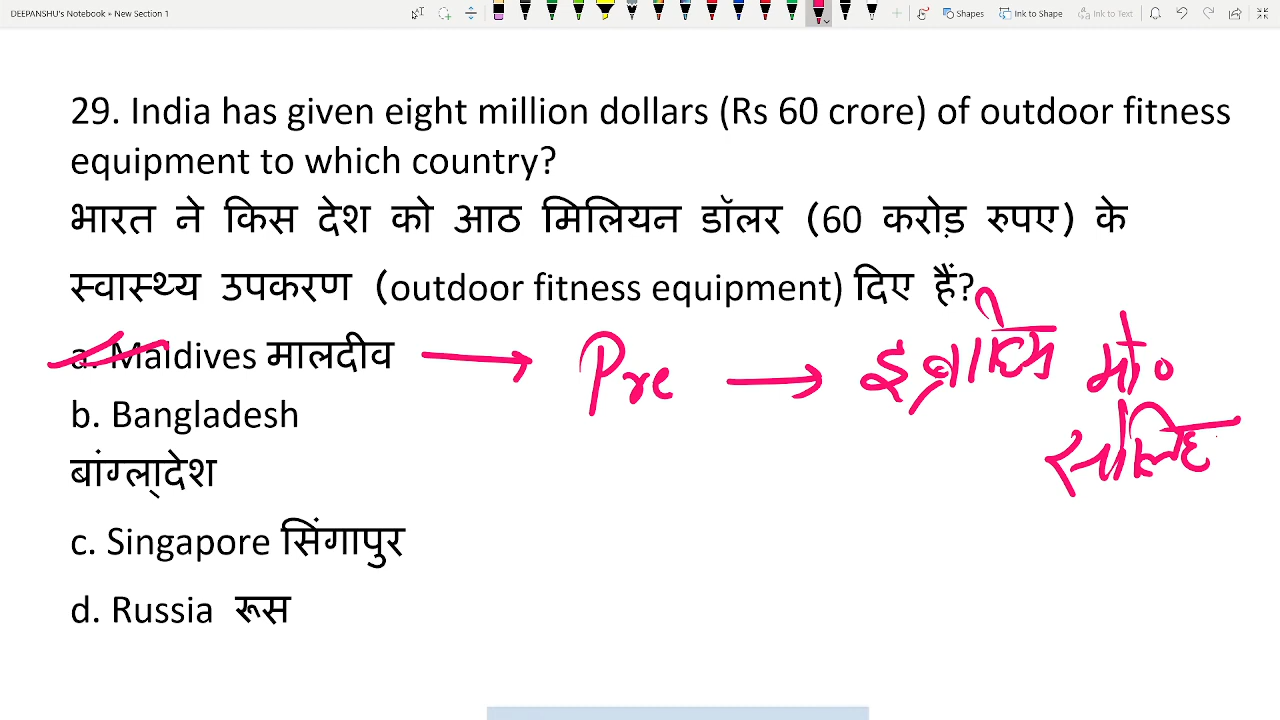 DEEPANSHU's Notebook » New Section 1
Shapes Ink to Shape Ink to Text
29. India has given eight million dollars (Rs 60 crore) of outdoor fitness
equipment to which country?
भारत ने किस देश को आठ मिलियन डॉलर (60 करोड़ रुपए) के
स्वास्थ्य उपकरण (outdoor fitness equipment) दिए हैं?
a. Maldives मालदीव → Pre → इब्राहिम मो०
सोलिह
b. Bangladesh
बांग्ला्देश
c. Singapore सिंगापुर
d. Russia रूस